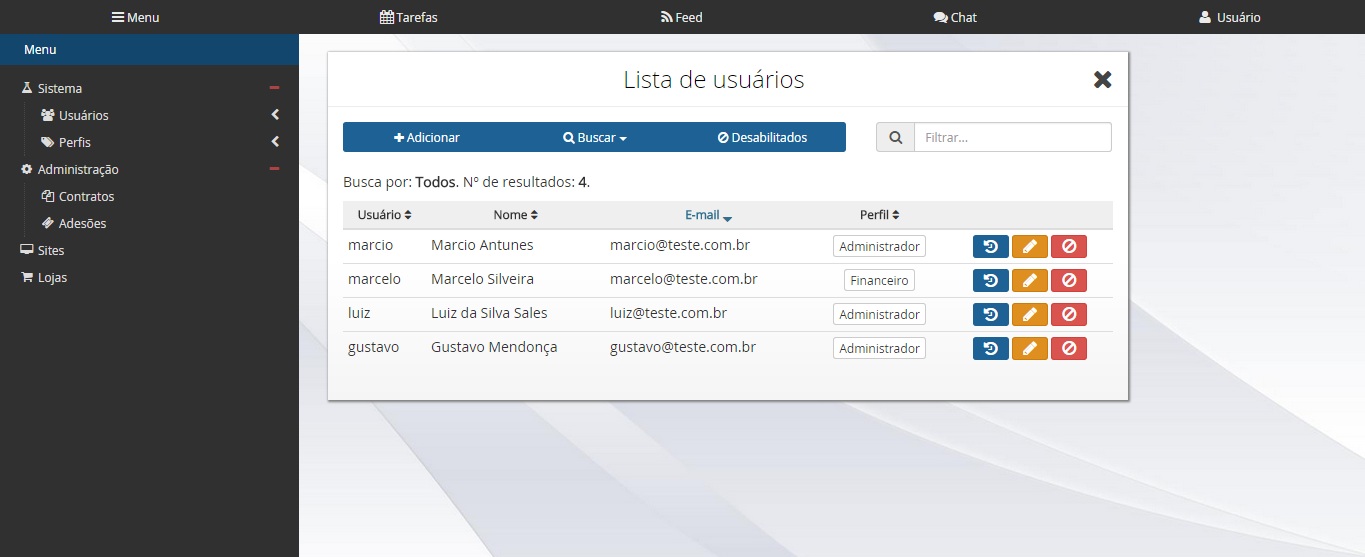 Menu Tarefas Feed Chat Usuário
Menu
Sistema
Usuários
Perfis
Administração
Contratos
Adesões
Sites
Lojas
Lista de usuários
Adicionar Buscar Desabilitados Filtrar...
Busca por: Todos. Nº de resultados: 4.
Usuário Nome E-mail Perfil
marcio Marcio Antunes marcio@teste.com.br Administrador
marcelo Marcelo Silveira marcelo@teste.com.br Financeiro
luiz Luiz da Silva Sales luiz@teste.com.br Administrador
gustavo Gustavo Mendonça gustavo@teste.com.br Administrador